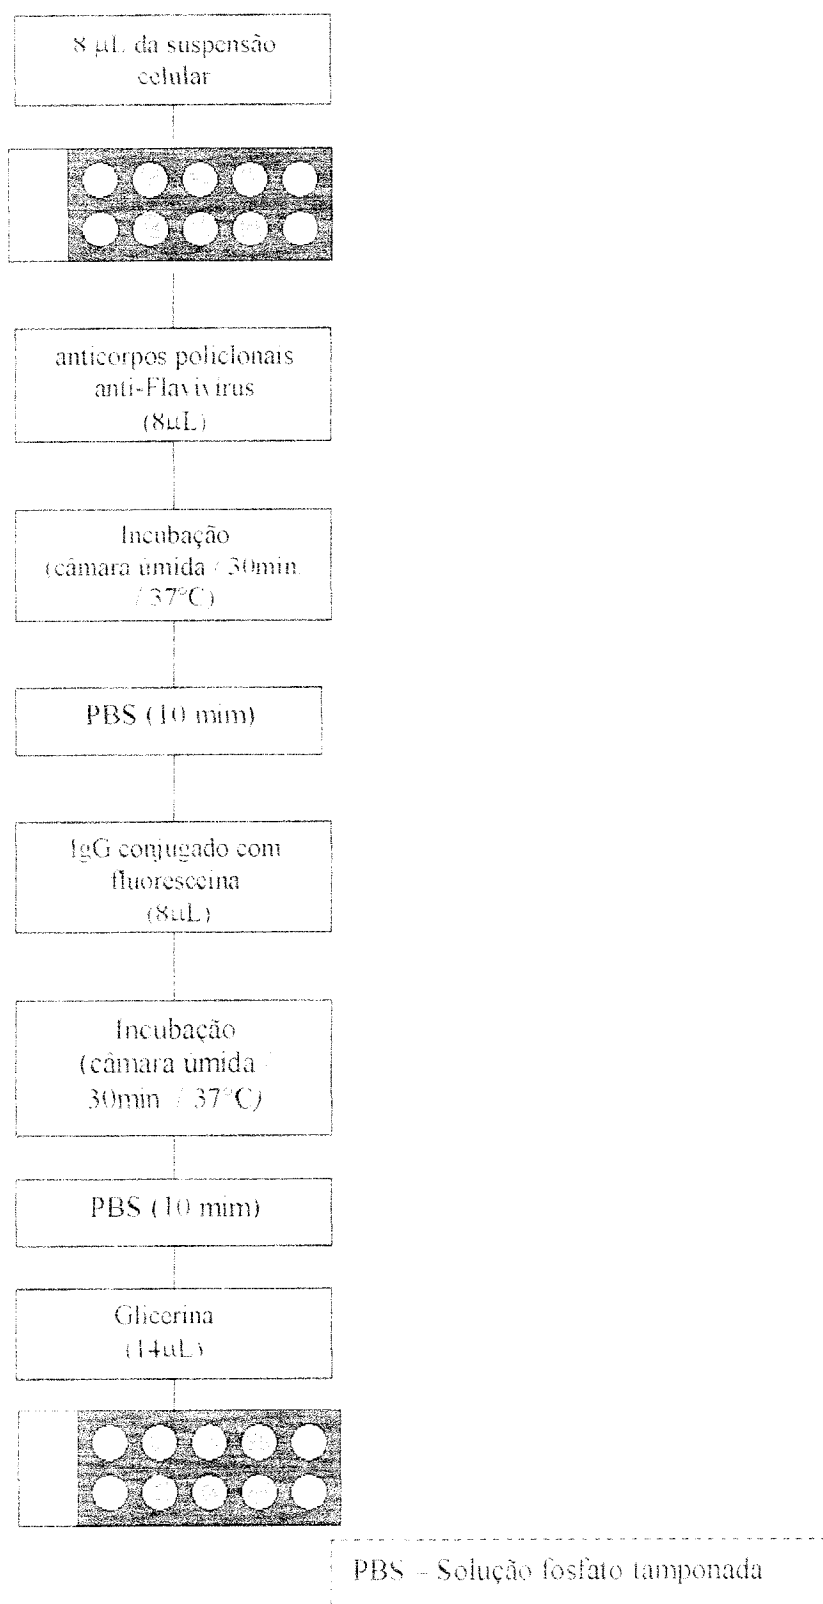 8 µL da suspensão
celular
anticorpos policlonais
anti-Flavivirus
(8µL)
Incubação
(câmara úmida / 30min.
/ 37°C)
PBS (10 mim)
IgG conjugado com
fluoresceina
(8µL)
Incubação
(câmara úmida /
30min. / 37°C)
PBS (10 mim)
Glicerina
(14µL)
PBS – Solução fosfato tamponada